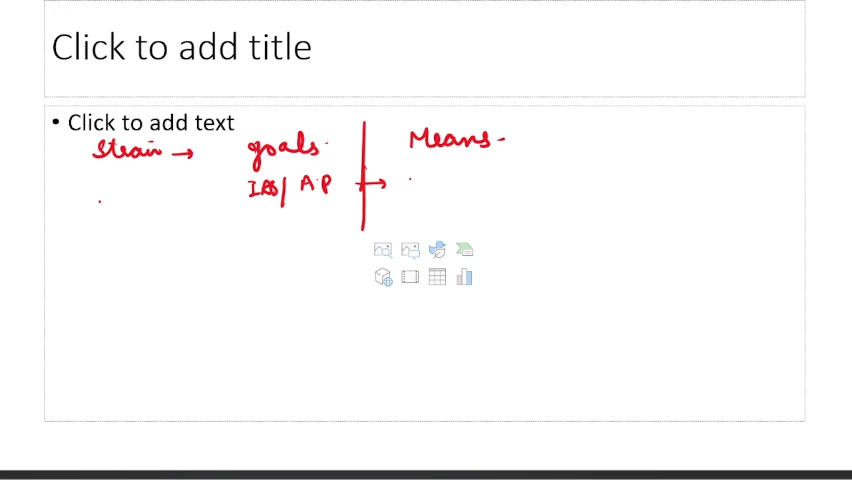 Click to add title
• Click to add text
Strain → goals. | Means -
IAS/ A.P →